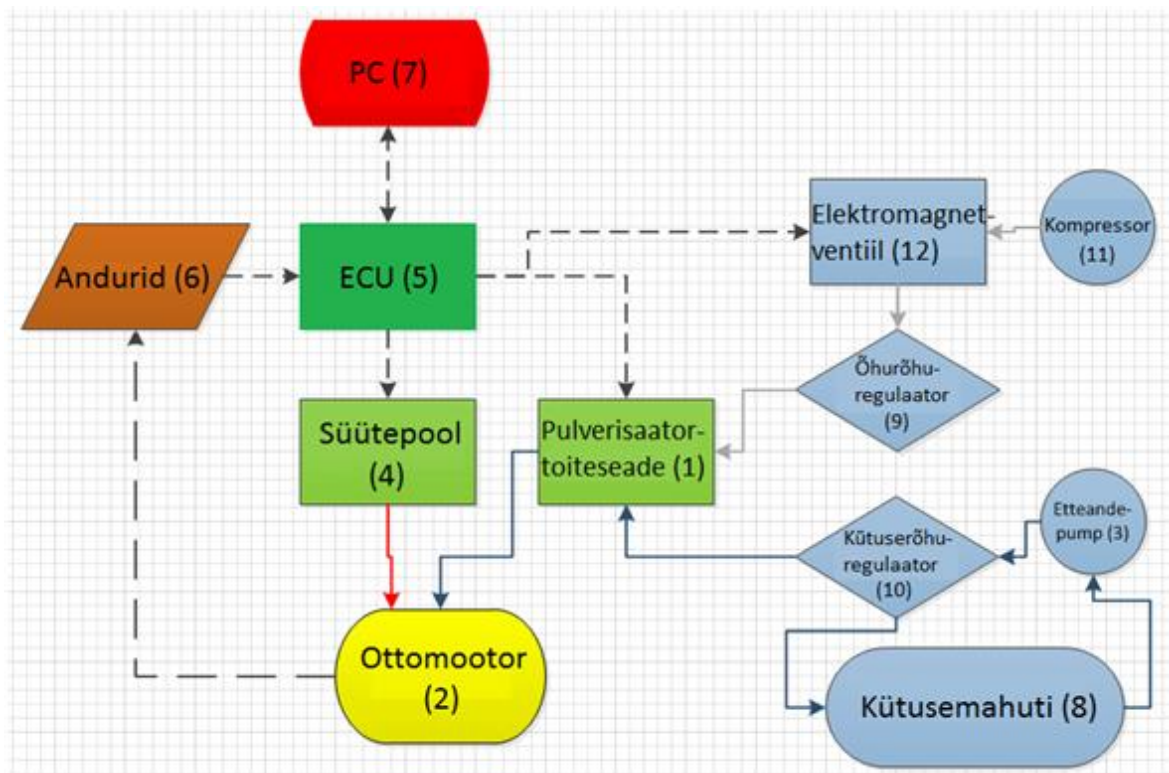 PC (7)
Elektromagnet-
ventiil (12)
Kompressor
(11)
Andurid (6)
ECU (5)
Õhurõhu-
regulaator
(9)
Süütepool
(4)
Pulverisaator-
toiteseade (1)
Etteande-
pump (3)
Kütuserõhu-
regulaator
(10)
Ottomootor
(2)
Kütusemahuti (8)